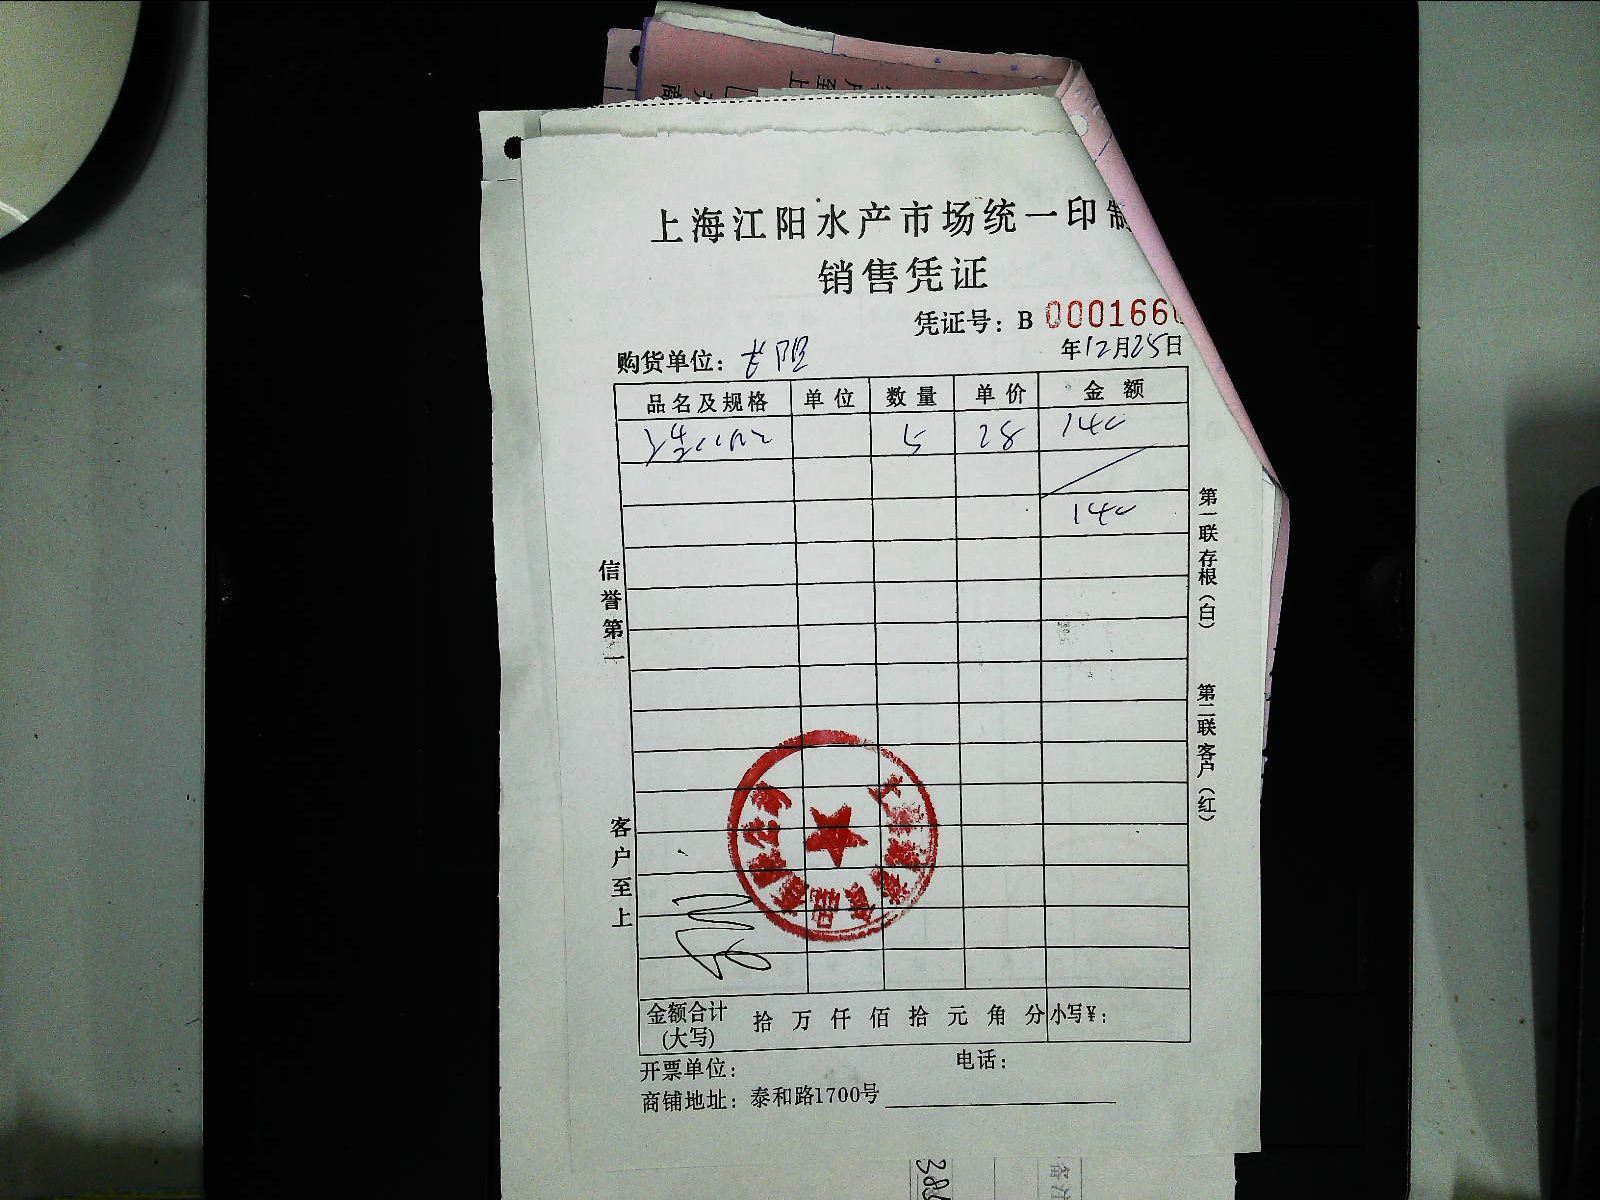 上海江阳水产市场统一印制
销售凭证
凭证号：B 000166
购货单位：
年12月25日
品名及规格 单位 数量 单价 金额
5 28 140
140
信誉第一
客户至上
第一联存根（白）
第二联客户（红）
金额合计（大写） 拾 万 仟 佰 拾 元 角 分 小写￥：
开票单位： 电话：
商铺地址：泰和路1700号